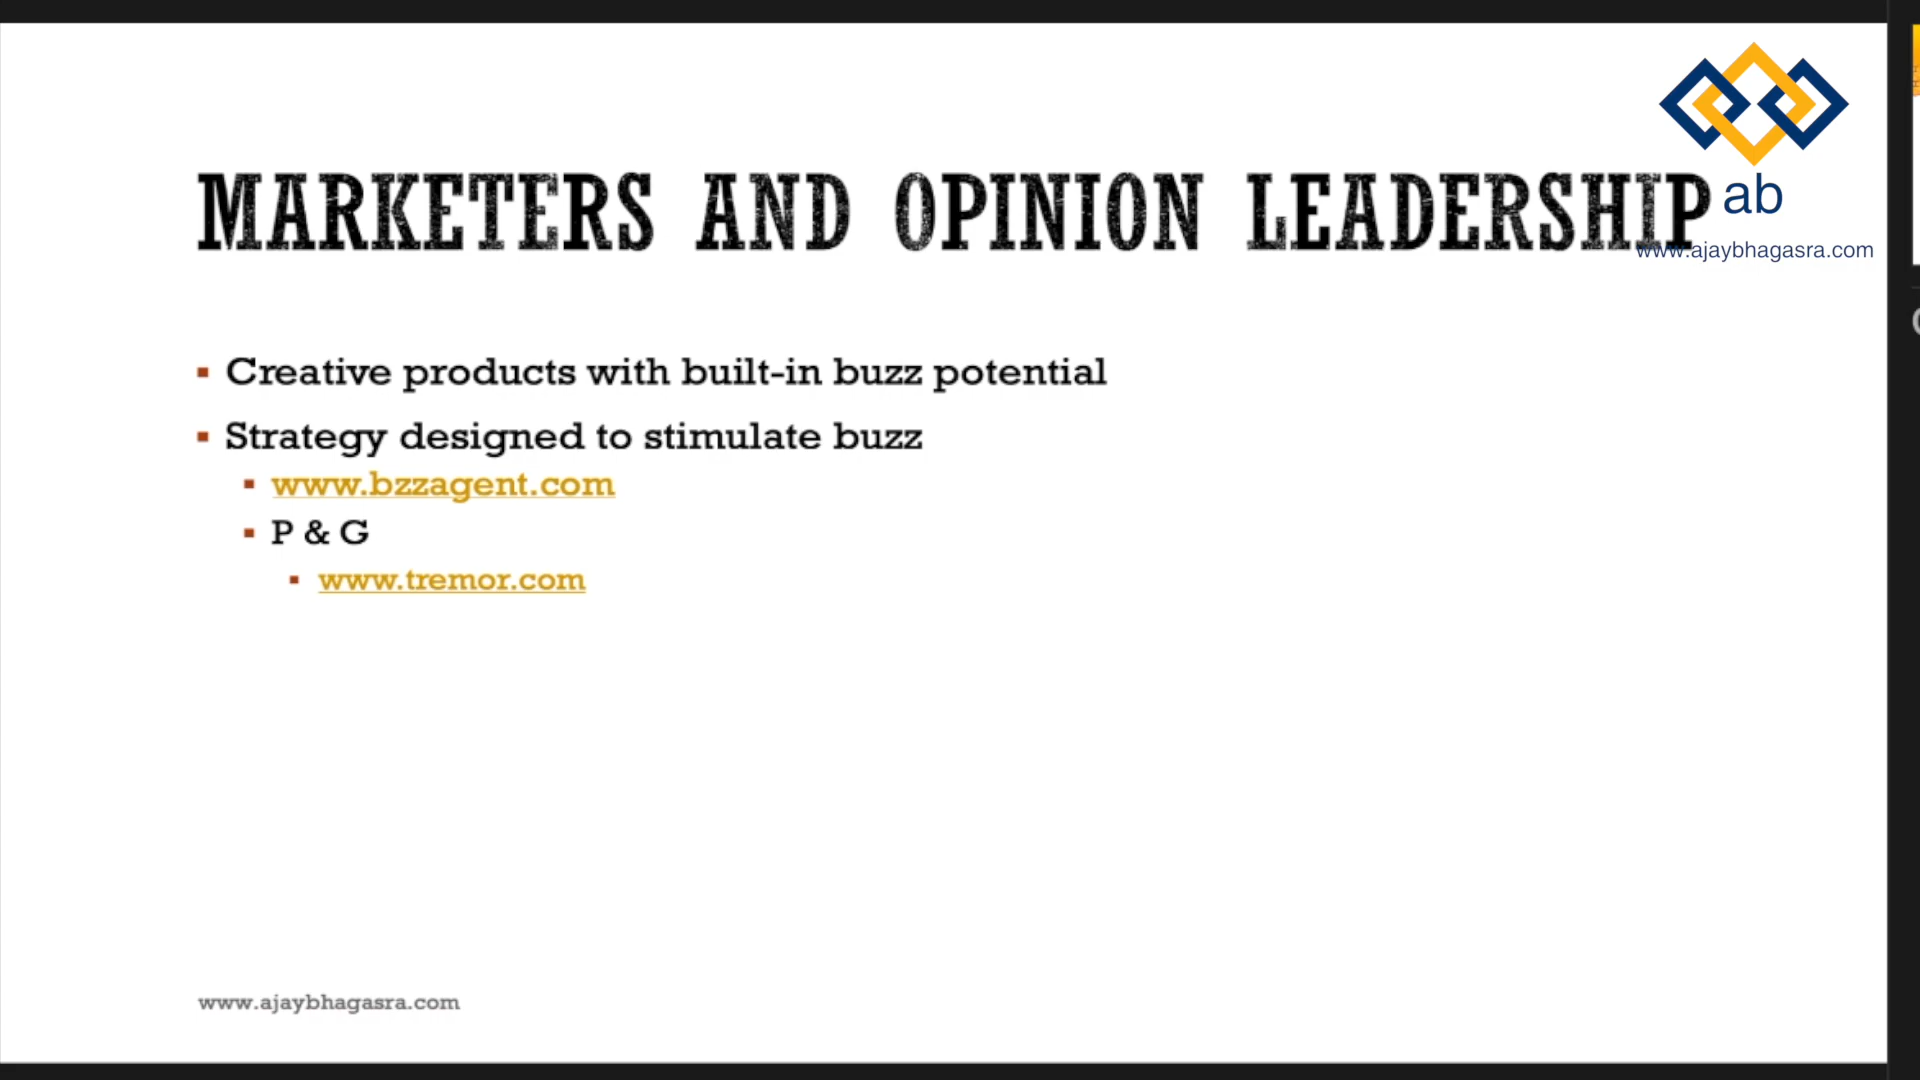 MARKETERS AND OPINION LEADERSHIP
ab
www.ajaybhagasra.com
Creative products with built-in buzz potential
Strategy designed to stimulate buzz
www.bzzagent.com
P & G
www.tremor.com
www.ajaybhagasra.com